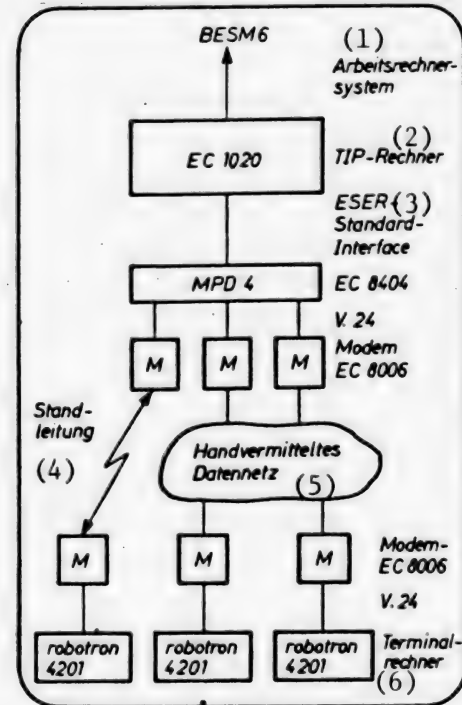 BESM6
(1)
Arbeitsrechner-
system
EC 1020
(2)
TIP-Rechner
ESER-(3)
Standard-
Interface
MPD 4
EC 8404
V. 24
M
M
M
Modem
EC 8006
Stand-
leitung
(4)
Handvermitteltes
Datennetz
(5)
M
M
M
Modem-
EC 8006
V. 24
robotron
4201
robotron
4201
robotron
4201
Terminal-
rechner
(6)